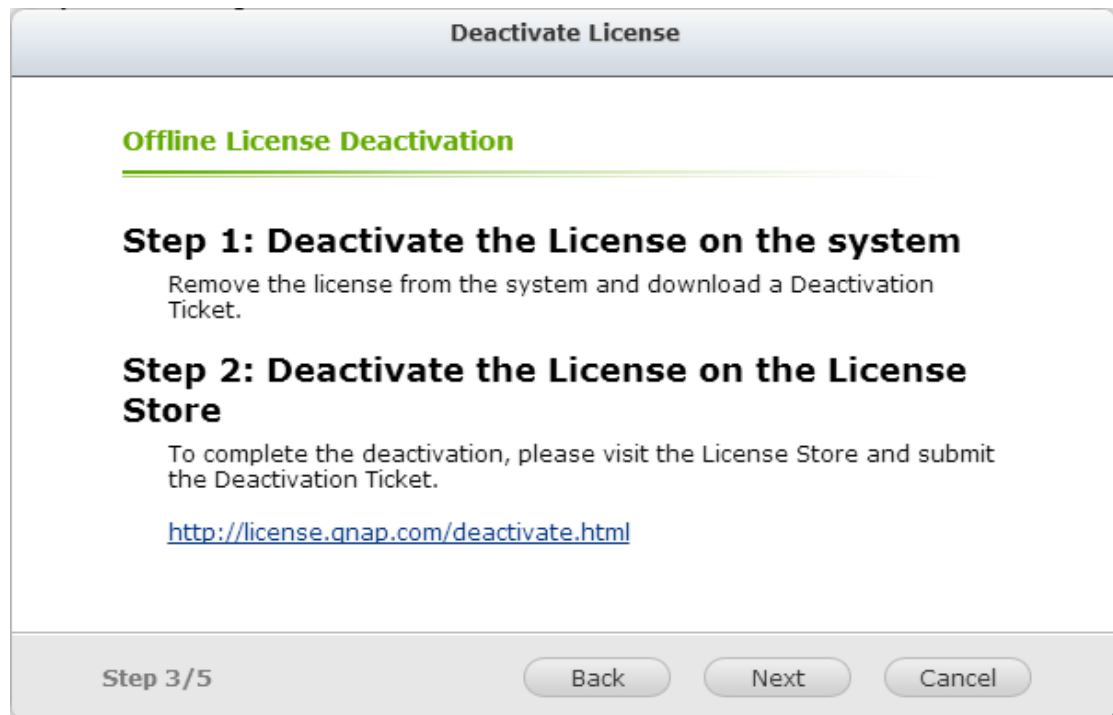 Deactivate License
Offline License Deactivation
Step 1: Deactivate the License on the system
Remove the license from the system and download a Deactivation
Ticket.
Step 2: Deactivate the License on the License
Store
To complete the deactivation, please visit the License Store and submit
the Deactivation Ticket.
http://license.qnap.com/deactivate.html
Step 3/5
Back
Next
Cancel